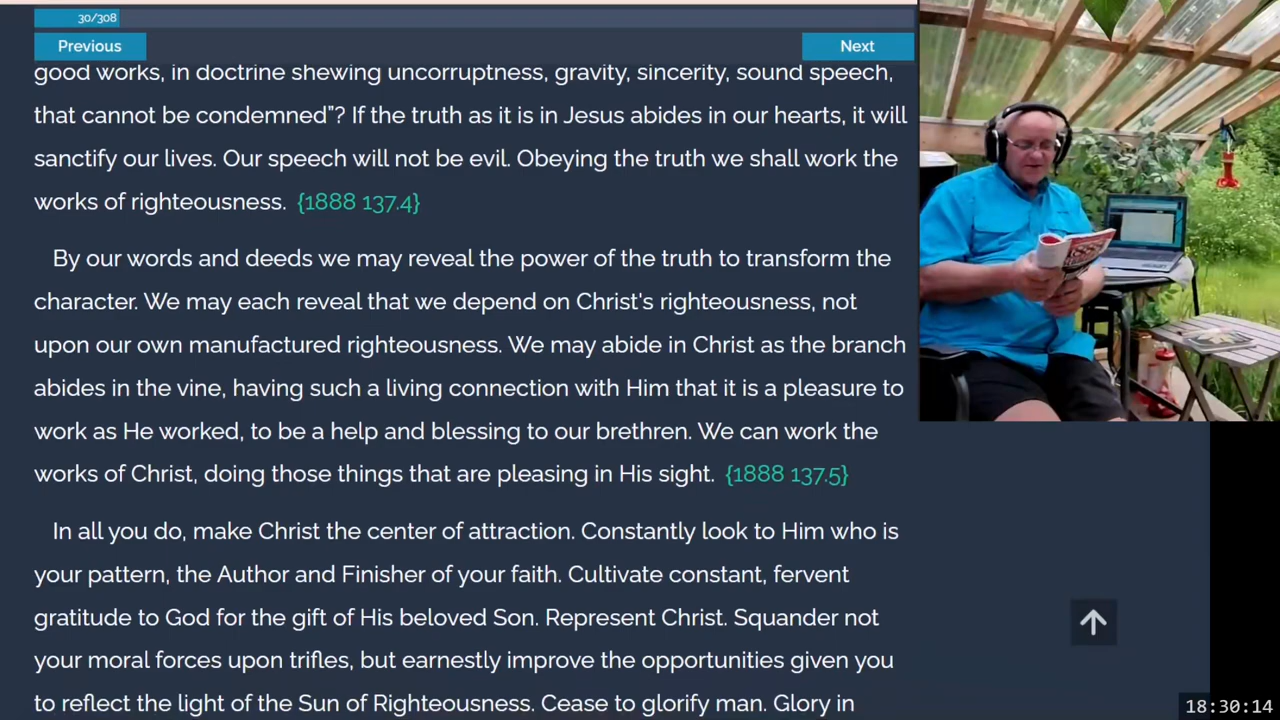 30/308
Previous
Next
good works, in doctrine shewing uncorruptness, gravity, sincerity, sound speech,
that cannot be condemned”? If the truth as it is in Jesus abides in our hearts, it will
sanctify our lives. Our speech will not be evil. Obeying the truth we shall work the
works of righteousness. {1888 137.4}
By our words and deeds we may reveal the power of the truth to transform the
character. We may each reveal that we depend on Christ's righteousness, not
upon our own manufactured righteousness. We may abide in Christ as the branch
abides in the vine, having such a living connection with Him that it is a pleasure to
work as He worked, to be a help and blessing to our brethren. We can work the
works of Christ, doing those things that are pleasing in His sight. {1888 137.5}
In all you do, make Christ the center of attraction. Constantly look to Him who is
your pattern, the Author and Finisher of your faith. Cultivate constant, fervent
gratitude to God for the gift of His beloved Son. Represent Christ. Squander not
your moral forces upon trifles, but earnestly improve the opportunities given you
to reflect the light of the Sun of Righteousness. Cease to glorify man. Glory in
18:30:14